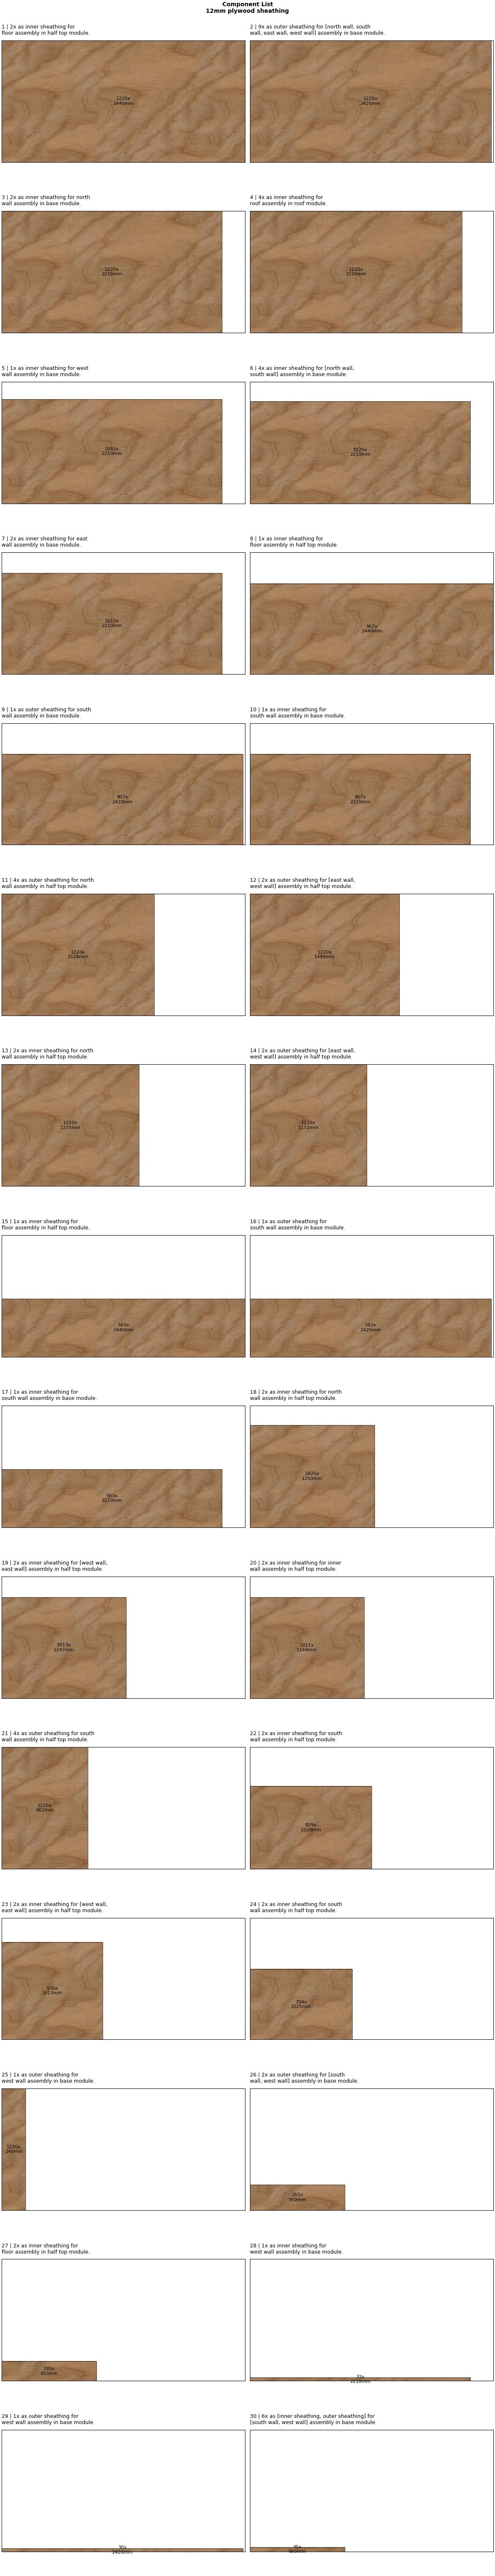 Component List
12mm plywood sheathing
1 | 2x as inner sheathing for
floor assembly in half top module.
1220x
2440mm
2 | 9x as outer sheathing for [north wall, south
wall, east wall, west wall] assembly in base module.
1220x
2420mm
3 | 2x as inner sheathing for north
wall assembly in base module.
1220x
2210mm
4 | 4x as inner sheathing for
roof assembly in roof module.
1220x
2126mm
5 | 1x as inner sheathing for west
wall assembly in base module.
2210mm
6 | 4x as inner sheathing for [north wall,
south wall] assembly in base module.
1025x
2210mm
7 | 2x as inner sheathing for east
wall assembly in base module.
1013x
2210mm
8 | 1x as inner sheathing for
floor assembly in half top module.
907x
2440mm
9 | 1x as outer sheathing for south
wall assembly in base module.
907x
2420mm
10 | 1x as inner sheathing for
south wall assembly in base module.
907x
2210mm
11 | 4x as outer sheathing for north
wall assembly in half top module.
1220x
12 | 2x as outer sheathing for [east wall,
west wall] assembly in half top module.
1220x
1499mm
13 | 2x as inner sheathing for north
wall assembly in half top module.
1220x
1375mm
14 | 2x as outer sheathing for [east wall,
west wall] assembly in half top module.
1220x
1172mm
15 | 1x as inner sheathing for
floor assembly in half top module.
583x
2440mm
16 | 1x as outer sheathing for
south wall assembly in base module.
583x
2420mm
17 | 1x as inner sheathing for
south wall assembly in base module.
583x
2210mm
18 | 2x as inner sheathing for north
wall assembly in half top module.
1025x
1250mm
19 | 2x as inner sheathing for [west wall,
east wall] assembly in half top module.
1013x
1247mm
20 | 2x as inner sheathing for inner
wall assembly in half top module.
1011x
1144mm
21 | 4x as outer sheathing for south
wall assembly in half top module.
1220x
22 | 2x as inner sheathing for south
wall assembly in half top module.
829x
1220mm
23 | 2x as inner sheathing for [west wall,
east wall] assembly in half top module.
974x
1013mm
24 | 2x as inner sheathing for south
wall assembly in half top module.
704x
1025mm
25 | 1x as outer sheathing for
west wall assembly in base module.
1220x
240mm
26 | 2x as outer sheathing for [south
wall, west wall] assembly in base module.
255x
950mm
27 | 2x as inner sheathing for
floor assembly in half top module.
195x
950mm
28 | 1x as inner sheathing for
west wall assembly in base module.
2210mm
29 | 1x as outer sheathing for
west wall assembly in base module.
2420mm
30 | 6x as [inner sheathing, outer sheathing] for
[south wall, west wall] assembly in base module.